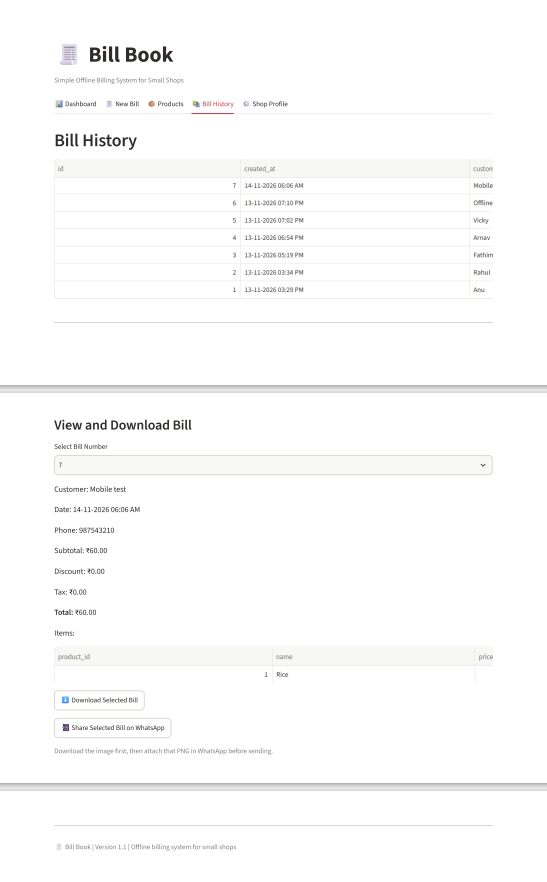 Bill Book
Simple Offline Billing System for Small Shops
Dashboard New Bill Products Bill History Shop Profile
Bill History
id created_at custom
7 14-11-2026 06:06 AM Mobile
6 13-11-2026 07:10 PM Offline
5 13-11-2026 07:02 PM Vicky
4 13-11-2026 06:54 PM Arnav
3 13-11-2026 05:19 PM Fathim
2 13-11-2026 03:34 PM Rahul
1 13-11-2026 03:29 PM Anu
View and Download Bill
Select Bill Number
7
Customer: Mobile test
Date: 14-11-2026 06:06 AM
Phone: 987543210
Subtotal: ₹60.00
Discount: ₹0.00
Tax: ₹0.00
Total: ₹60.00
Items:
product_id name price
1 Rice
Download Selected Bill
Share Selected Bill on WhatsApp
Download the image first, then attach that PNG in WhatsApp before sending.
Bill Book | Version 1.1 | Offline billing system for small shops